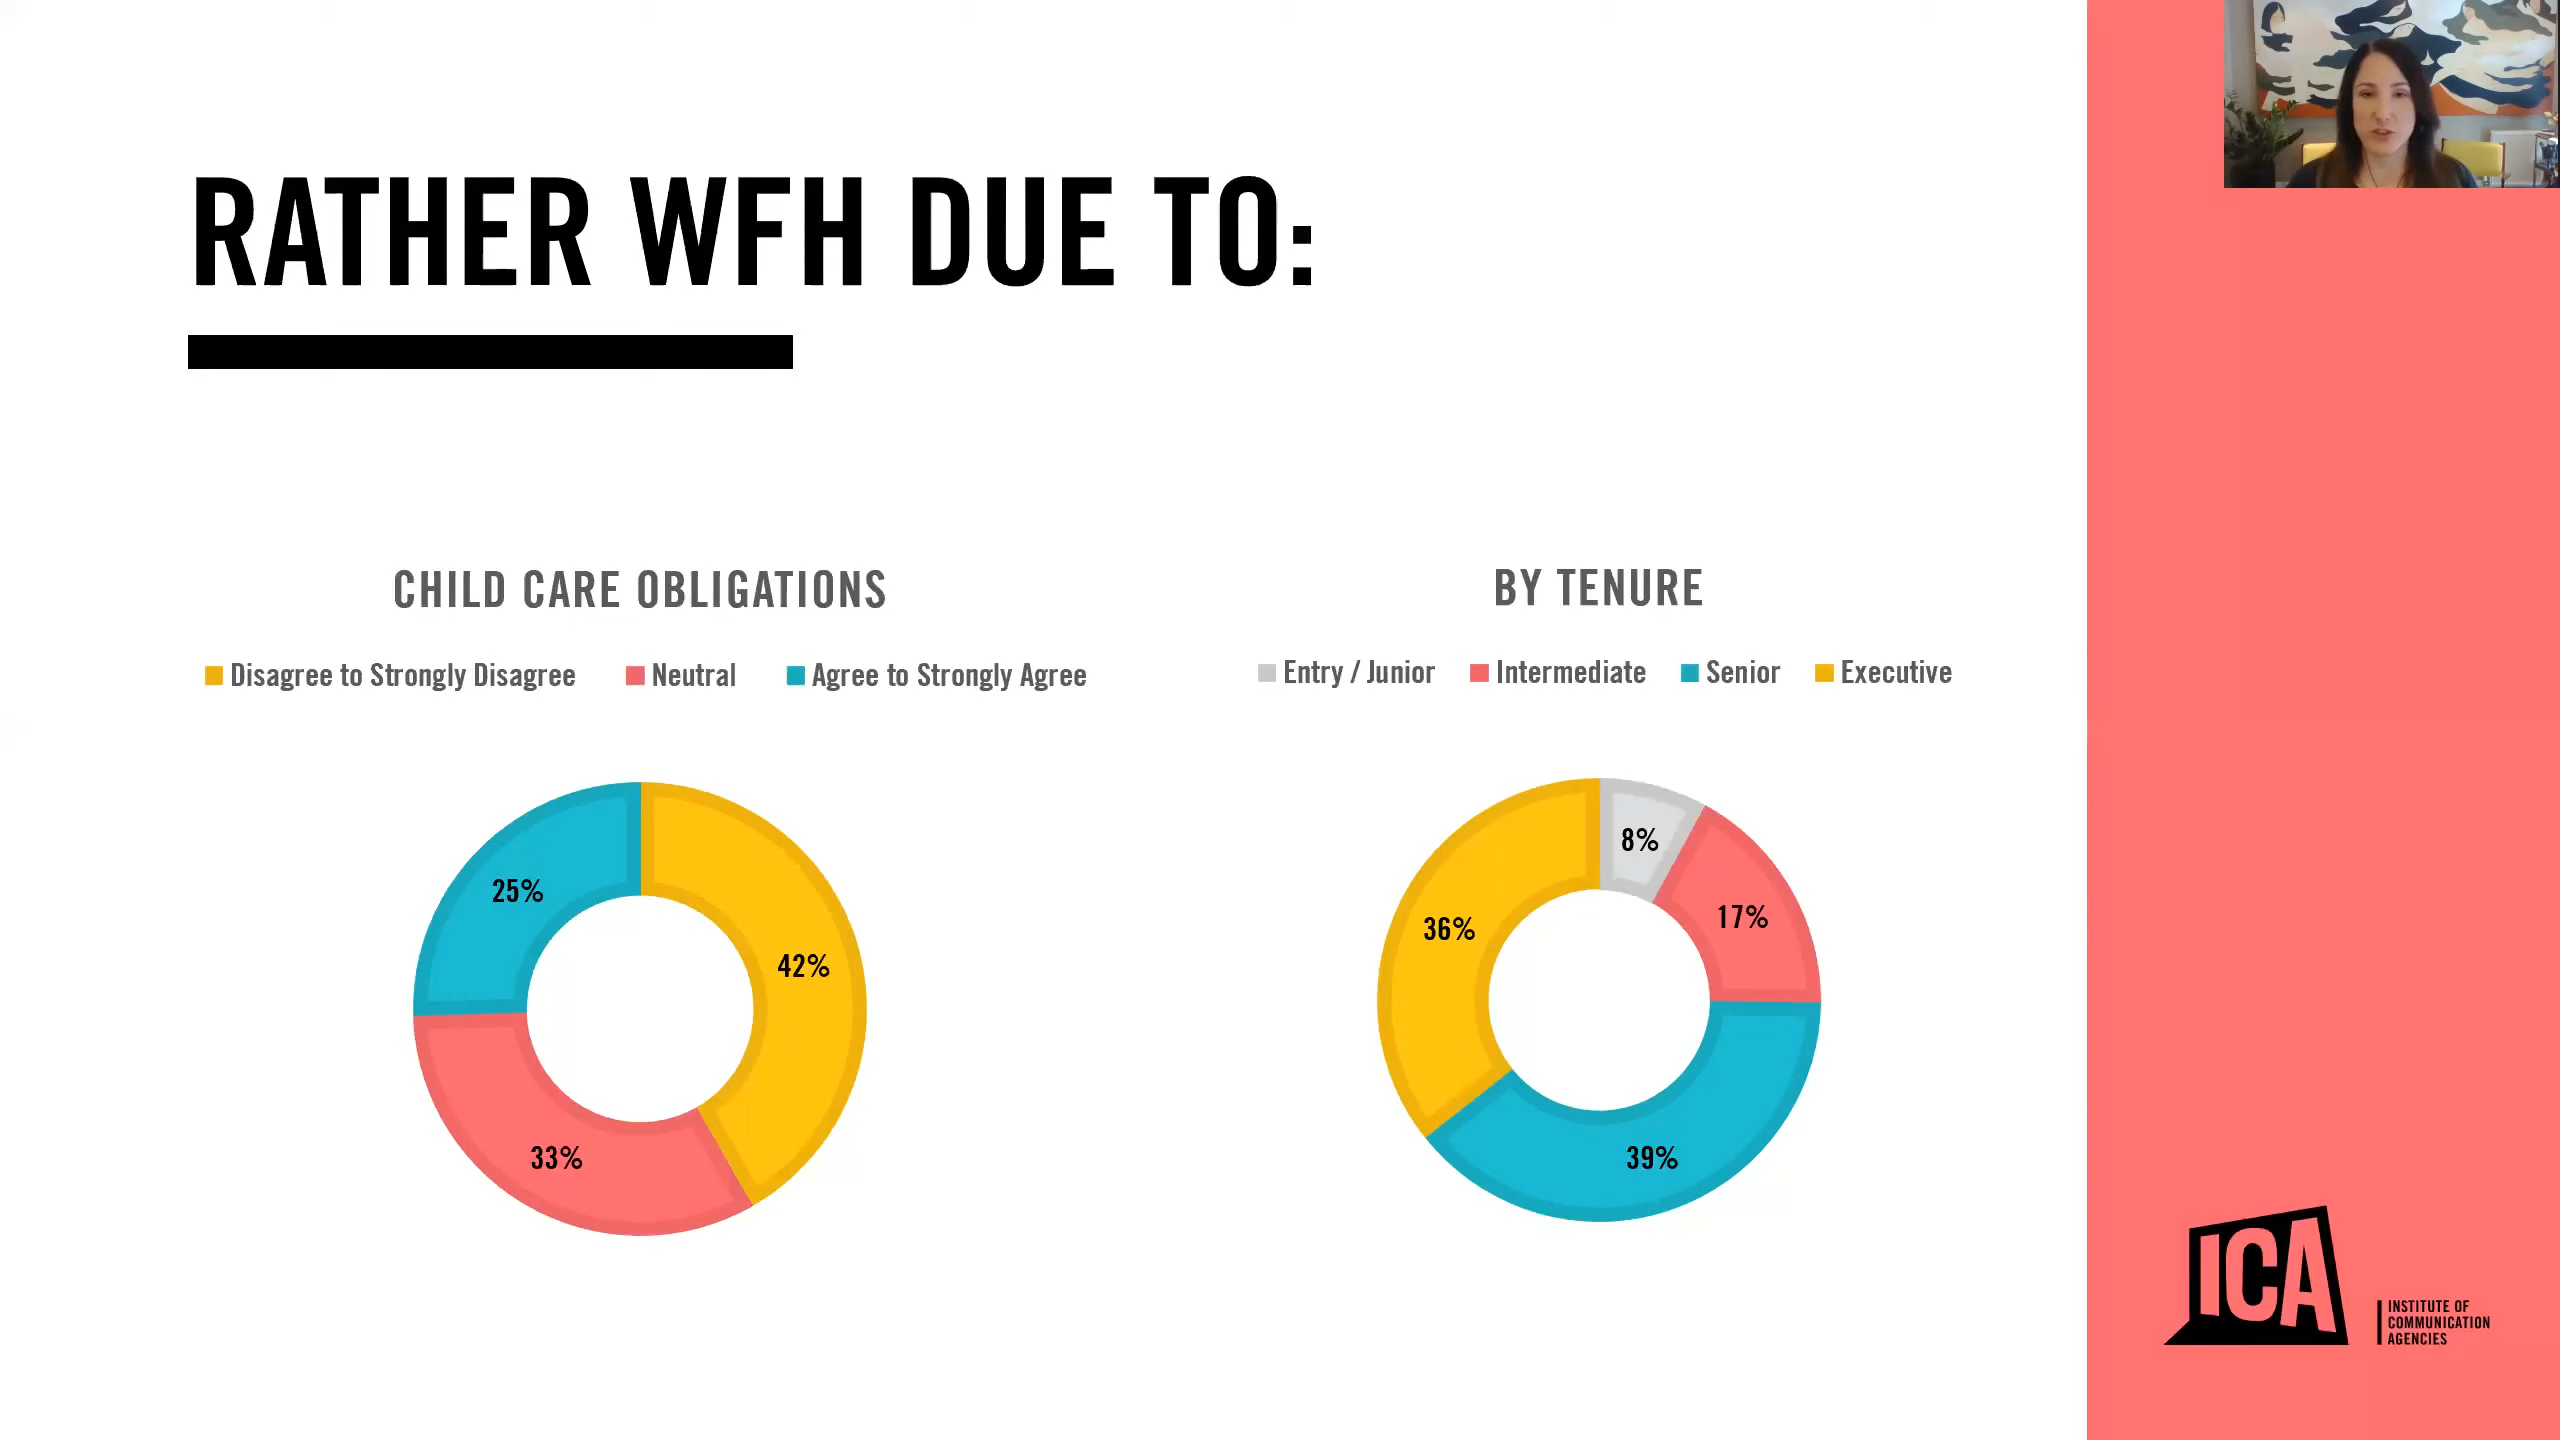 RATHER WFH DUE TO:
CHILD CARE OBLIGATIONS
Disagree to Strongly Disagree Neutral Agree to Strongly Agree
25%
42%
33%
BY TENURE
Entry / Junior Intermediate Senior Executive
8%
17%
36%
39%
ICA
INSTITUTE OF
COMMUNICATION
AGENCIES